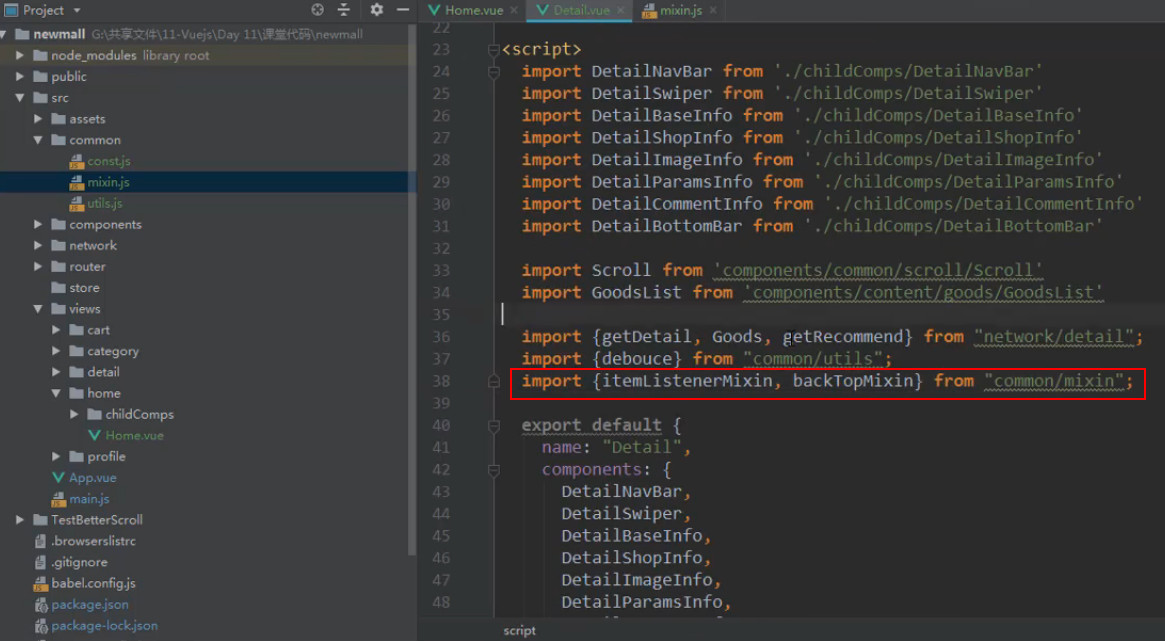 Project
newmall G:\共享文件\11-Vuejs\Day 11\课堂代码\newmall
node_modules library root
public
src
assets
common
const.js
mixin.js
utils.js
components
network
router
store
views
cart
category
detail
home
childComps
Home.vue
profile
App.vue
main.js
TestBetterScroll
.browserslistrc
.gitignore
babel.config.js
package.json
package-lock.json
Home.vue
Detail.vue
mixin.js
22
23 <script>
24 import DetailNavBar from './childComps/DetailNavBar'
25 import DetailSwiper from './childComps/DetailSwiper'
26 import DetailBaseInfo from './childComps/DetailBaseInfo'
27 import DetailShopInfo from './childComps/DetailShopInfo'
28 import DetailImageInfo from './childComps/DetailImageInfo'
29 import DetailParamsInfo from './childComps/DetailParamsInfo'
30 import DetailCommentInfo from './childComps/DetailCommentInfo'
31 import DetailBottomBar from './childComps/DetailBottomBar'
32
33 import Scroll from 'components/common/scroll/Scroll'
34 import GoodsList from 'components/content/goods/GoodsList'
35
36 import {getDetail, Goods, getRecommend} from "network/detail";
37 import {debouce} from "common/utils";
38 import {itemListenerMixin, backTopMixin} from "common/mixin";
39
40 export default {
41 name: "Detail",
42 components: {
43 DetailNavBar,
44 DetailSwiper,
45 DetailBaseInfo,
46 DetailShopInfo,
47 DetailImageInfo,
48 DetailParamsInfo,
script